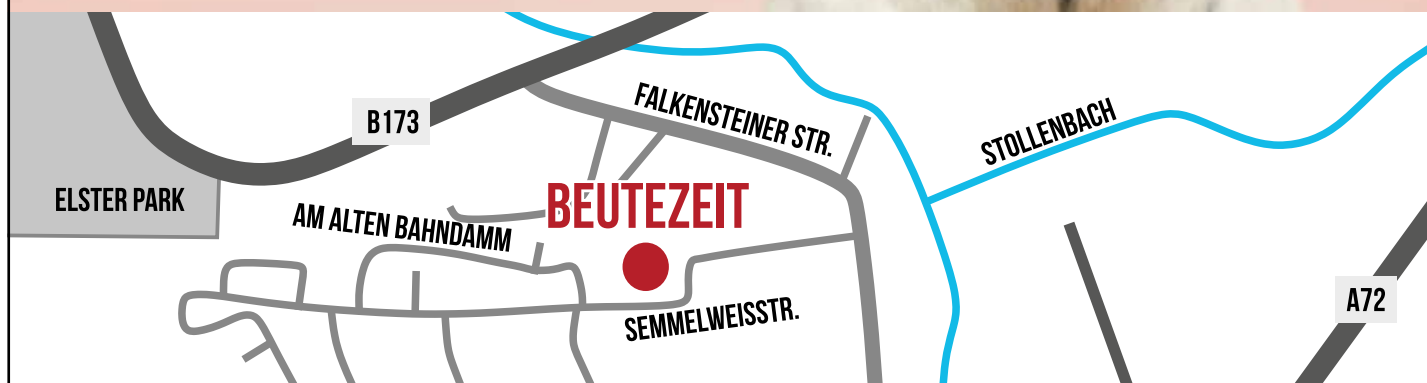 FALKENSTEINER STR.
B173
STOLLENBACH
ELSTER PARK
BEUTEZEIT
AM ALTEN BAHNDAMM
A72
SEMMELWEISSTR.